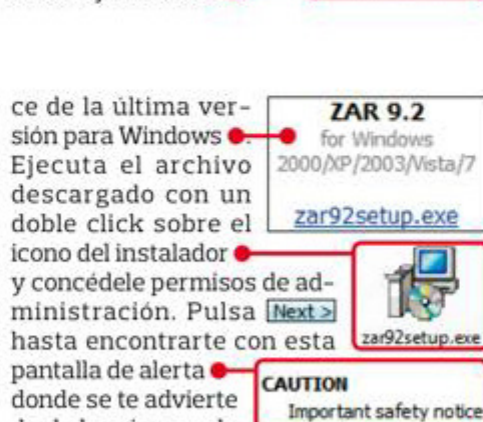 ce de la última ver-
sión para Windows .
Ejecuta el archivo
descargado con un
doble click sobre el
icono del instalador
y concédele permisos de ad-
ministración. Pulsa Next >
hasta encontrarte con esta
pantalla de alerta
donde se te advierte
ZAR 9.2
for Windows
2000/XP/2003/Vista/7
zar92setup.exe
zar92setup.exe
CAUTION
Important safety notice